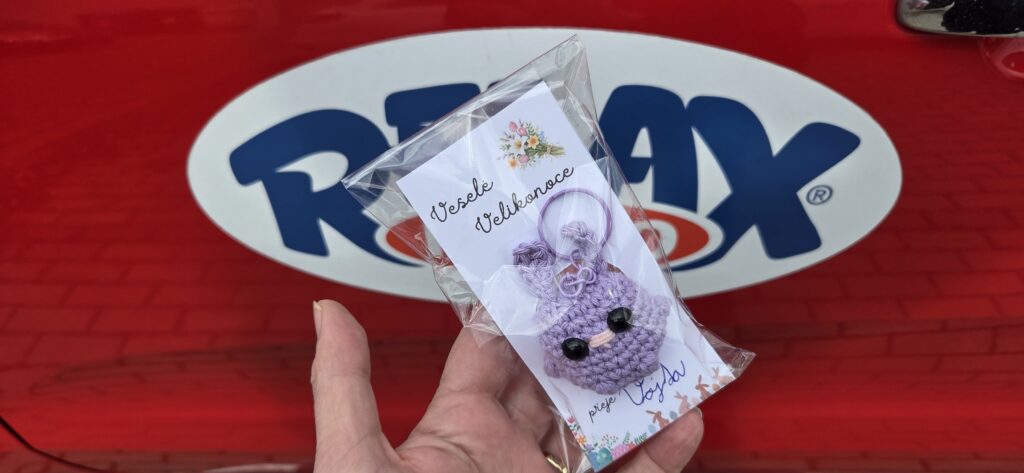 RELAX®
Veselé
Velikonoce
přeje Vojta